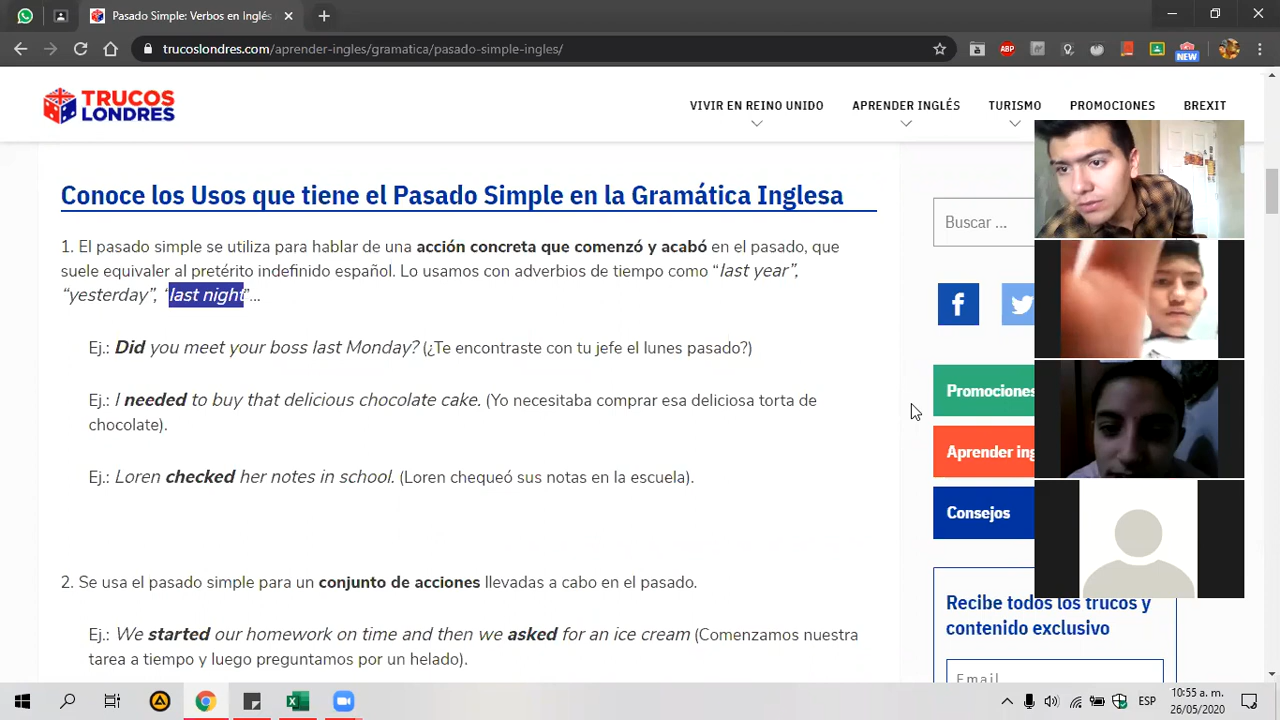 Pasado Simple: Verbos en Inglés
trucoslondres.com/aprender-ingles/gramatica/pasado-simple-ingles/
ABP
NEW
TRUCOS
LONDRES
VIVIR EN REINO UNIDO
APRENDER INGLÉS
TURISMO
PROMOCIONES
BREXIT
Conoce los Usos que tiene el Pasado Simple en la Gramática Inglesa
1. El pasado simple se utiliza para hablar de una acción concreta que comenzó y acabó en el pasado, que
suele equivaler al pretérito indefinido español. Lo usamos con adverbios de tiempo como “last year”,
“yesterday”, “last night”...
Ej.: Did you meet your boss last Monday? (¿Te encontraste con tu jefe el lunes pasado?)
Ej.: I needed to buy that delicious chocolate cake. (Yo necesitaba comprar esa deliciosa torta de
chocolate).
Ej.: Loren checked her notes in school. (Loren chequeó sus notas en la escuela).
2. Se usa el pasado simple para un conjunto de acciones llevadas a cabo en el pasado.
Ej.: We started our homework on time and then we asked for an ice cream (Comenzamos nuestra
tarea a tiempo y luego preguntamos por un helado).
Buscar ...
Promociones
Aprender ing
Consejos
Recibe todos los trucos y
contenido exclusivo
Email
ESP
10:55 a. m.
26/05/2020